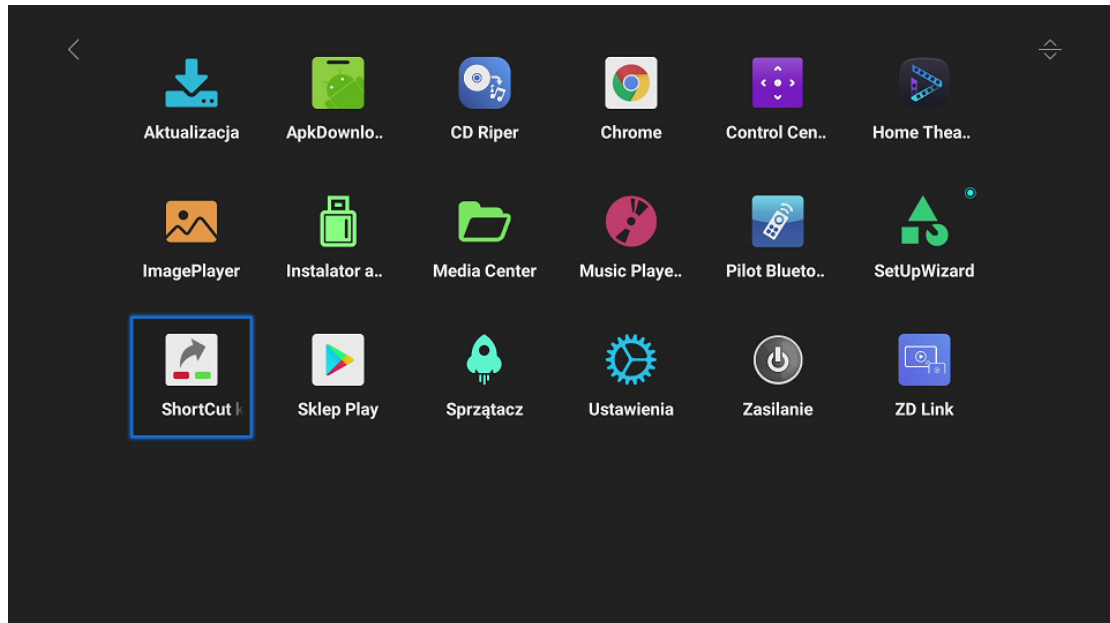 Aktualizacja
ApkDownlo..
CD Riper
Chrome
Control Cen..
Home Thea..
ImagePlayer
Instalator a..
Media Center
Music Playe..
Pilot Blueto..
SetUpWizard
ShortCut k
Sklep Play
Sprzątacz
Ustawienia
Zasilanie
ZD Link